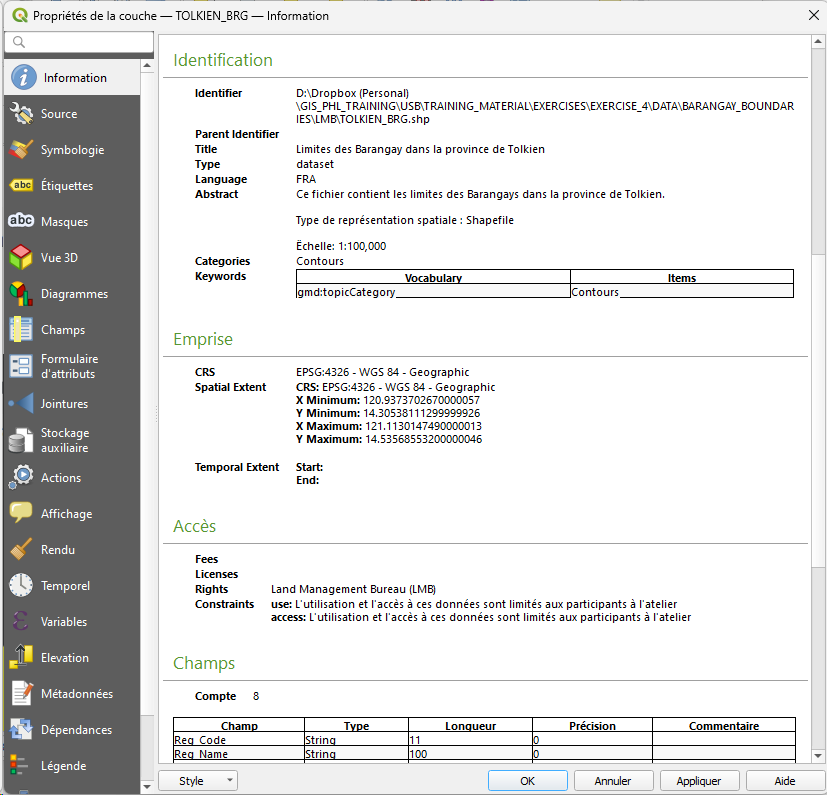 Propriétés de la couche — TOLKIEN_BRG — Information
Information
Source
Symbologie
abc Étiquettes
abc Masques
Vue 3D
Diagrammes
Champs
Formulaire
d'attributs
Jointures
Stockage
auxiliaire
Actions
Affichage
Rendu
Temporel
Variables
Elevation
Métadonnées
Dépendances
Légende
Identification
Identifier D:\Dropbox (Personal)
\GIS_PHL_TRAINING\USB\TRAINING_MATERIAL\EXERCISES\EXERCISE_4\DATA\BARANGAY_BOUNDAR
IES\LMB\TOLKIEN_BRG.shp
Parent Identifier
Title Limites des Barangay dans la province de Tolkien
Type dataset
Language FRA
Abstract Ce fichier contient les limites des Barangays dans la province de Tolkien.
Type de représentation spatiale : Shapefile
Échelle: 1:100,000
Categories Contours
Keywords Vocabulary Items
gmd:topicCategory Contours
Emprise
CRS EPSG:4326 - WGS 84 - Geographic
Spatial Extent CRS: EPSG:4326 - WGS 84 - Geographic
X Minimum: 120.9373702670000057
Y Minimum: 14.30538111299999926
X Maximum: 121.1130147490000013
Y Maximum: 14.53568553200000046
Temporal Extent Start:
End:
Accès
Fees
Licenses
Rights Land Management Bureau (LMB)
Constraints use: L'utilisation et l'accès à ces données sont limités aux participants à l'atelier
access: L'utilisation et l'accès à ces données sont limités aux participants à l'atelier
Champs
Compte 8
Champ Type Longueur Précision Commentaire
Reg_Code String 11 0
Reg_Name String 100 0
Style OK Annuler Appliquer Aide